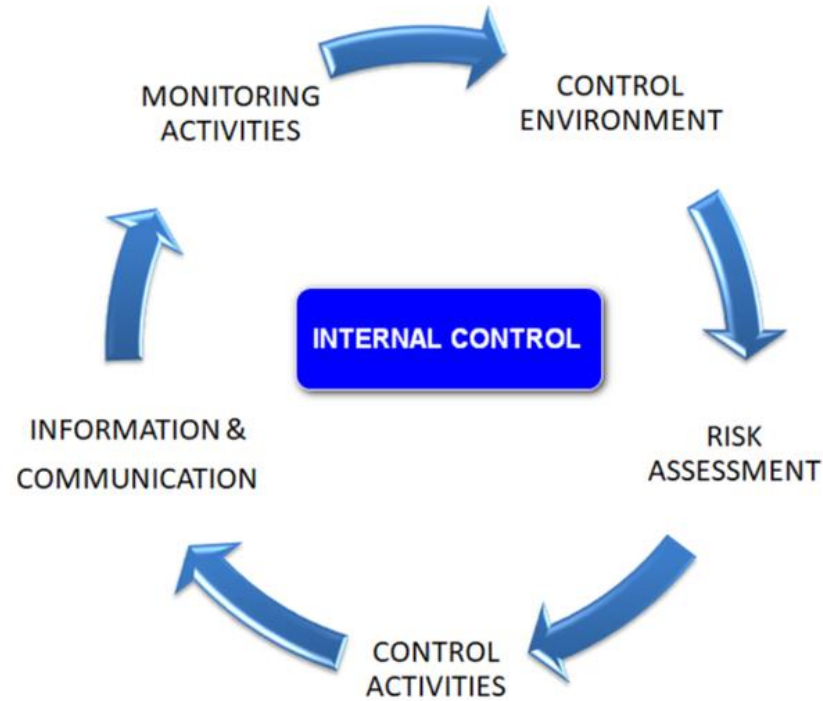 MONITORING
ACTIVITIES
CONTROL
ENVIRONMENT
INTERNAL CONTROL
INFORMATION &
COMMUNICATION
RISK
ASSESSMENT
CONTROL
ACTIVITIES